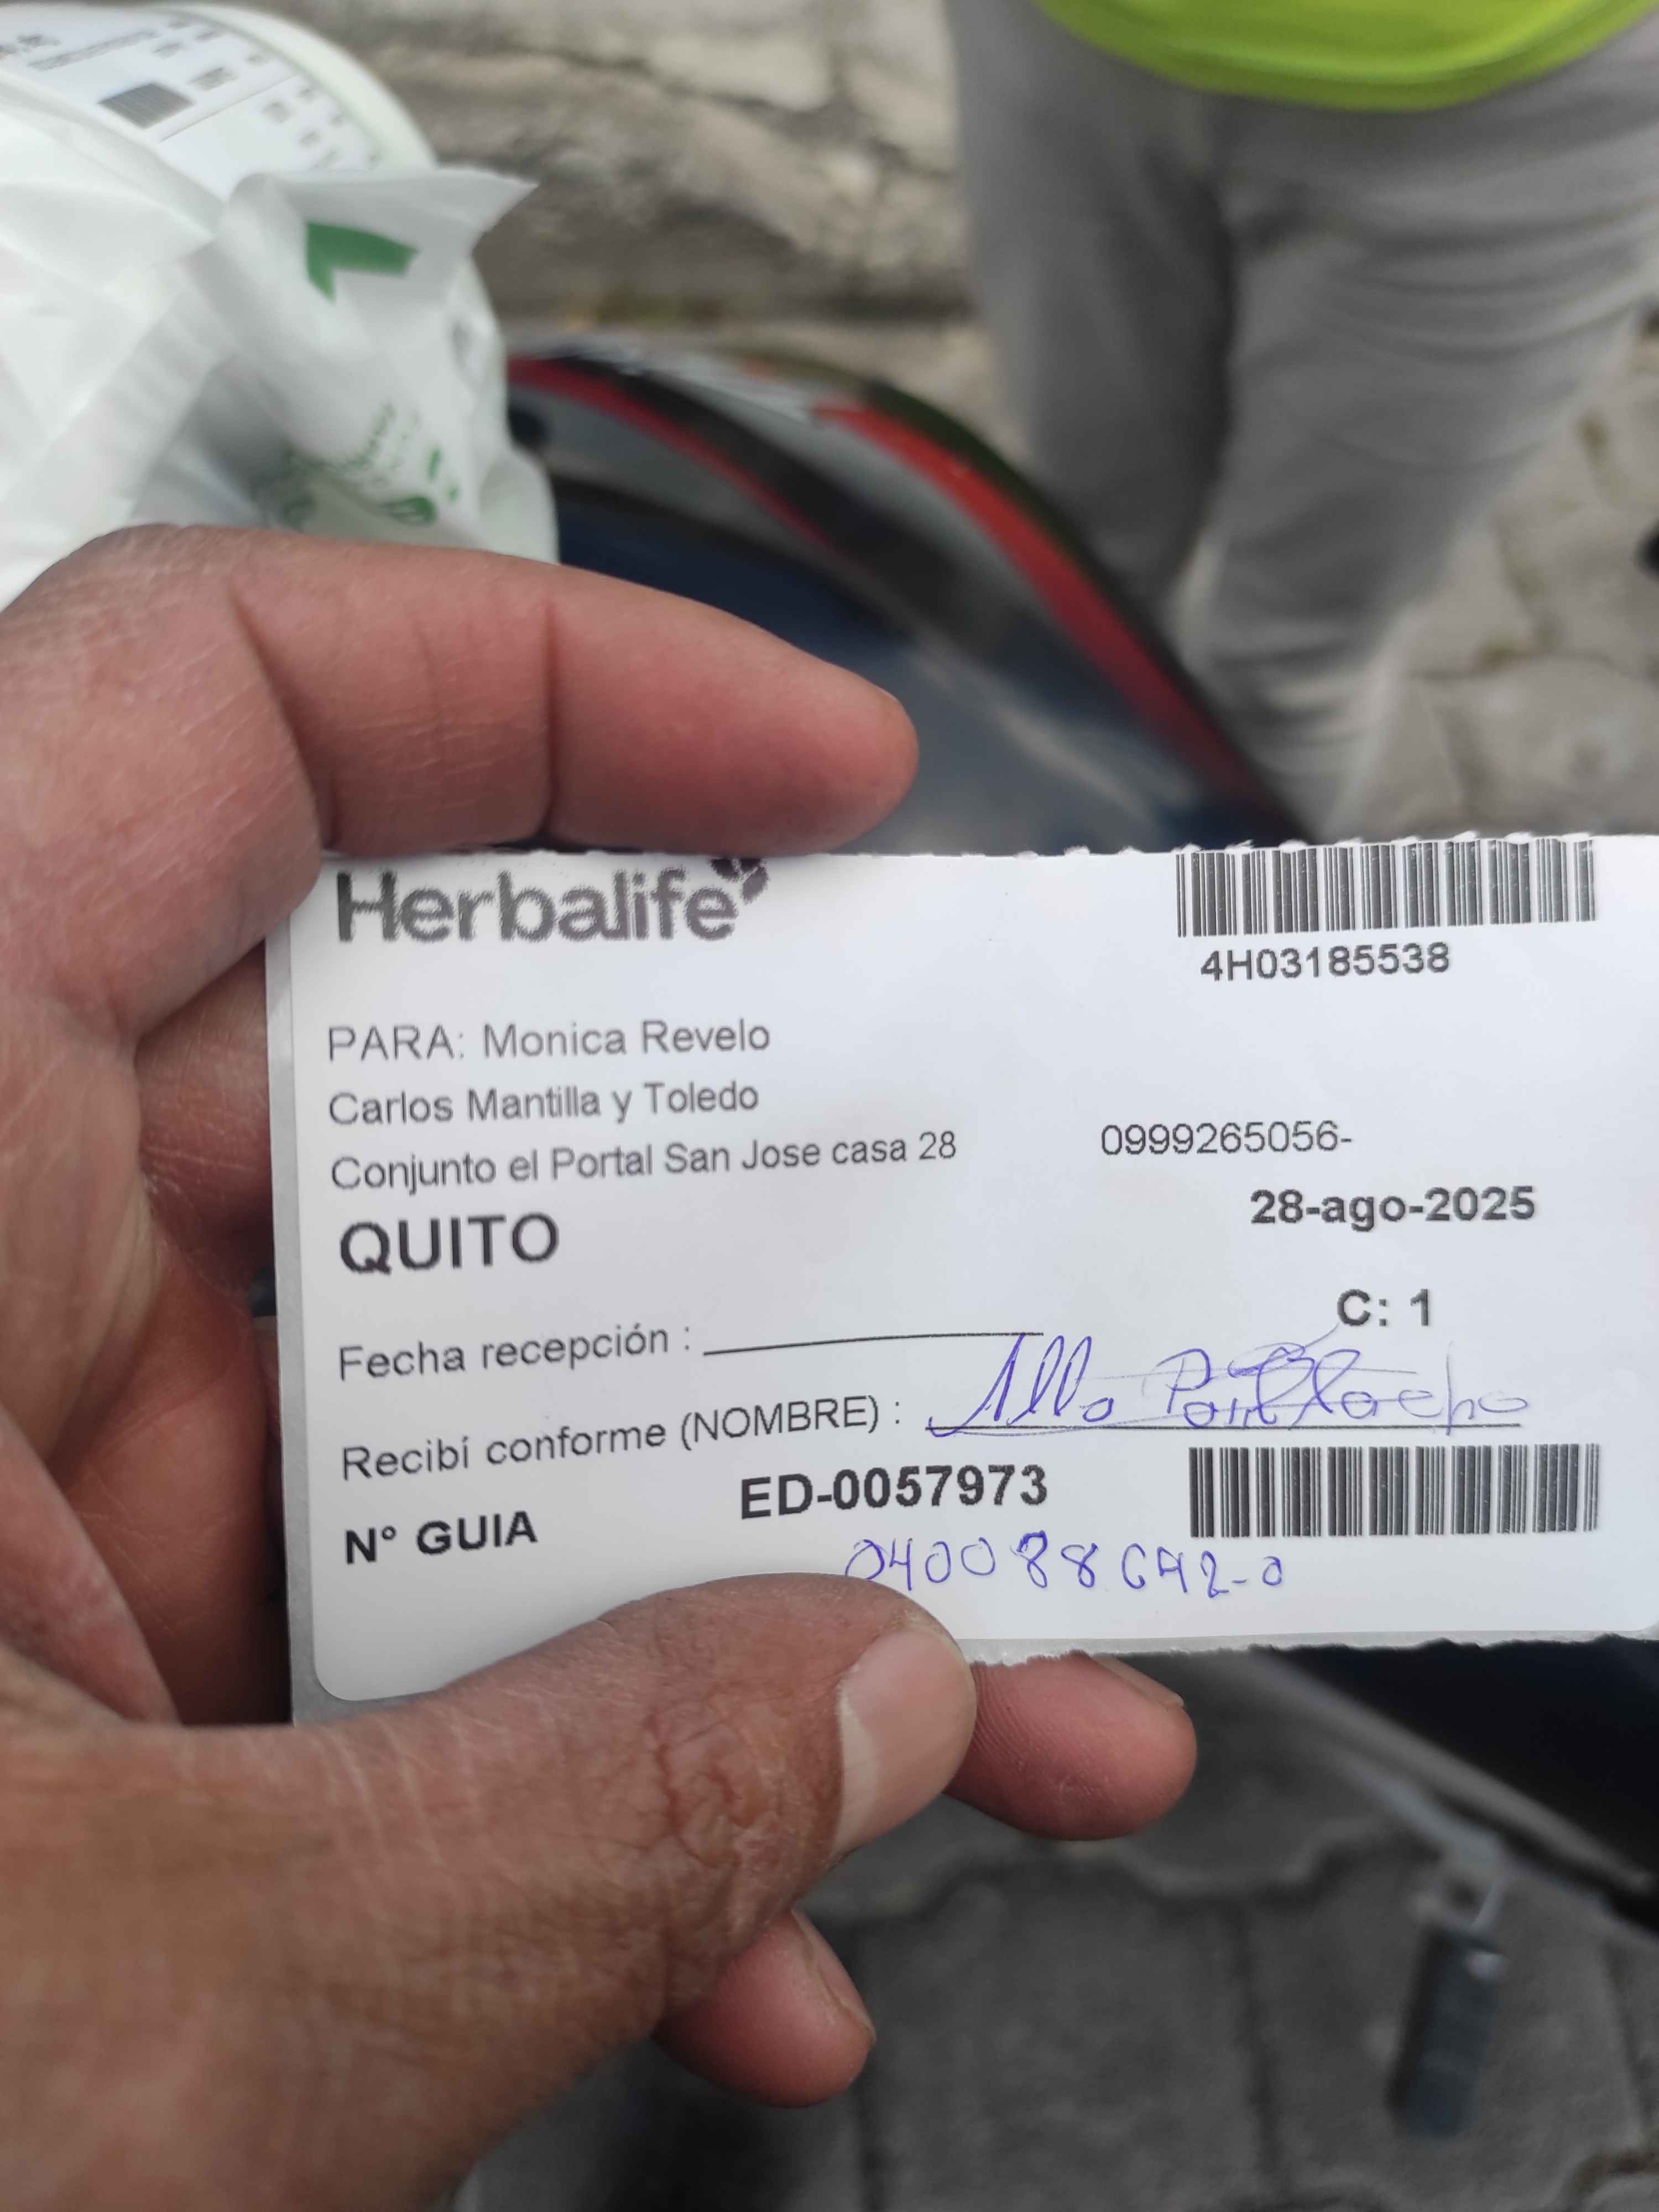 Herbalife
4H03185538
PARA: Monica Revelo
Carlos Mantilla y Toledo
Conjunto el Portal San Jose casa 28
0999265056-
QUITO
28-ago-2025
C: 1
Fecha recepción :
Recibí conforme (NOMBRE) :
N° GUIA
ED-0057973
040088642-0